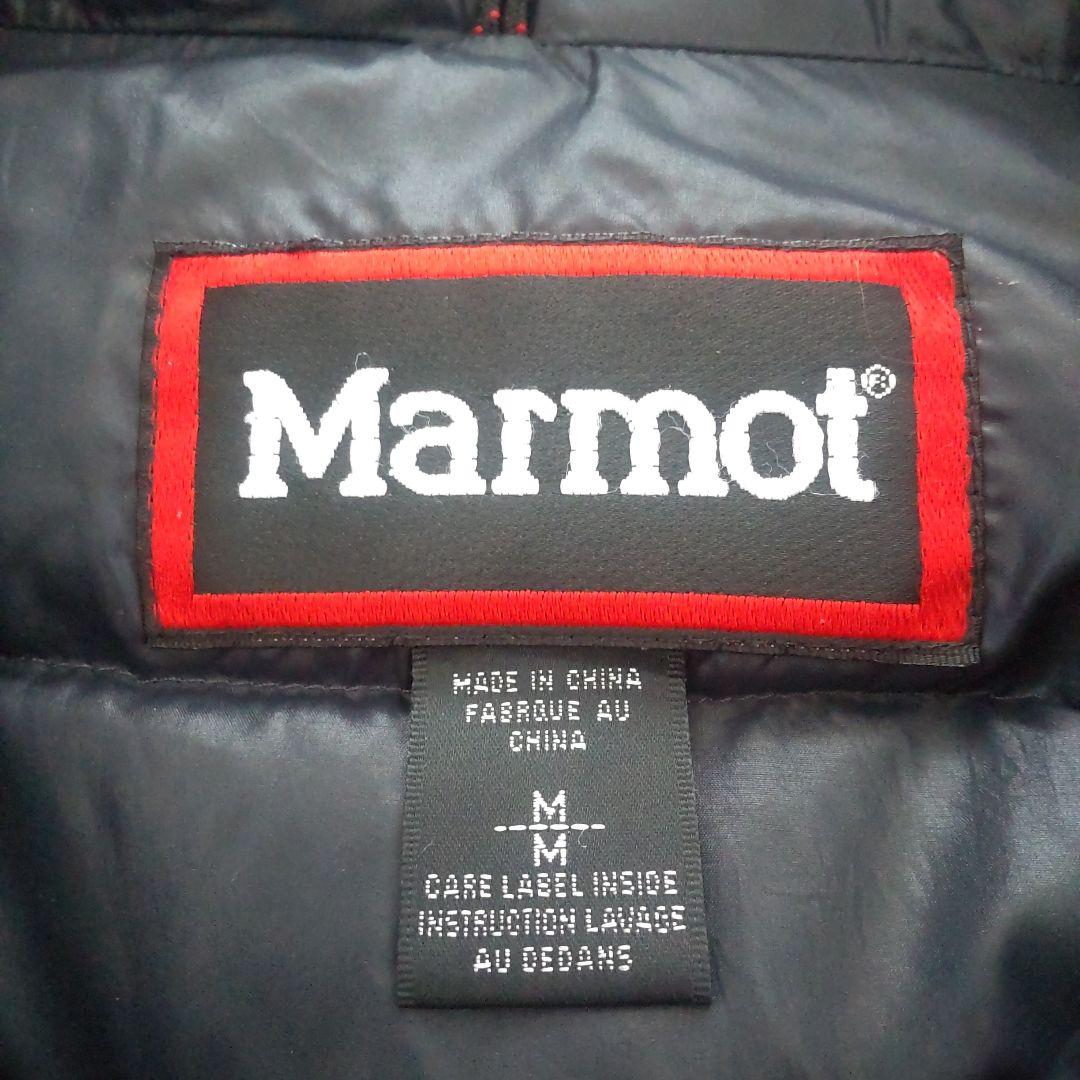 Marmot®
MADE IN CHINA
FABRQUE AU
CHINA
M
M
CARE LABEL INSIDE
INSTRUCTION LAVAGE
AU DEDANS